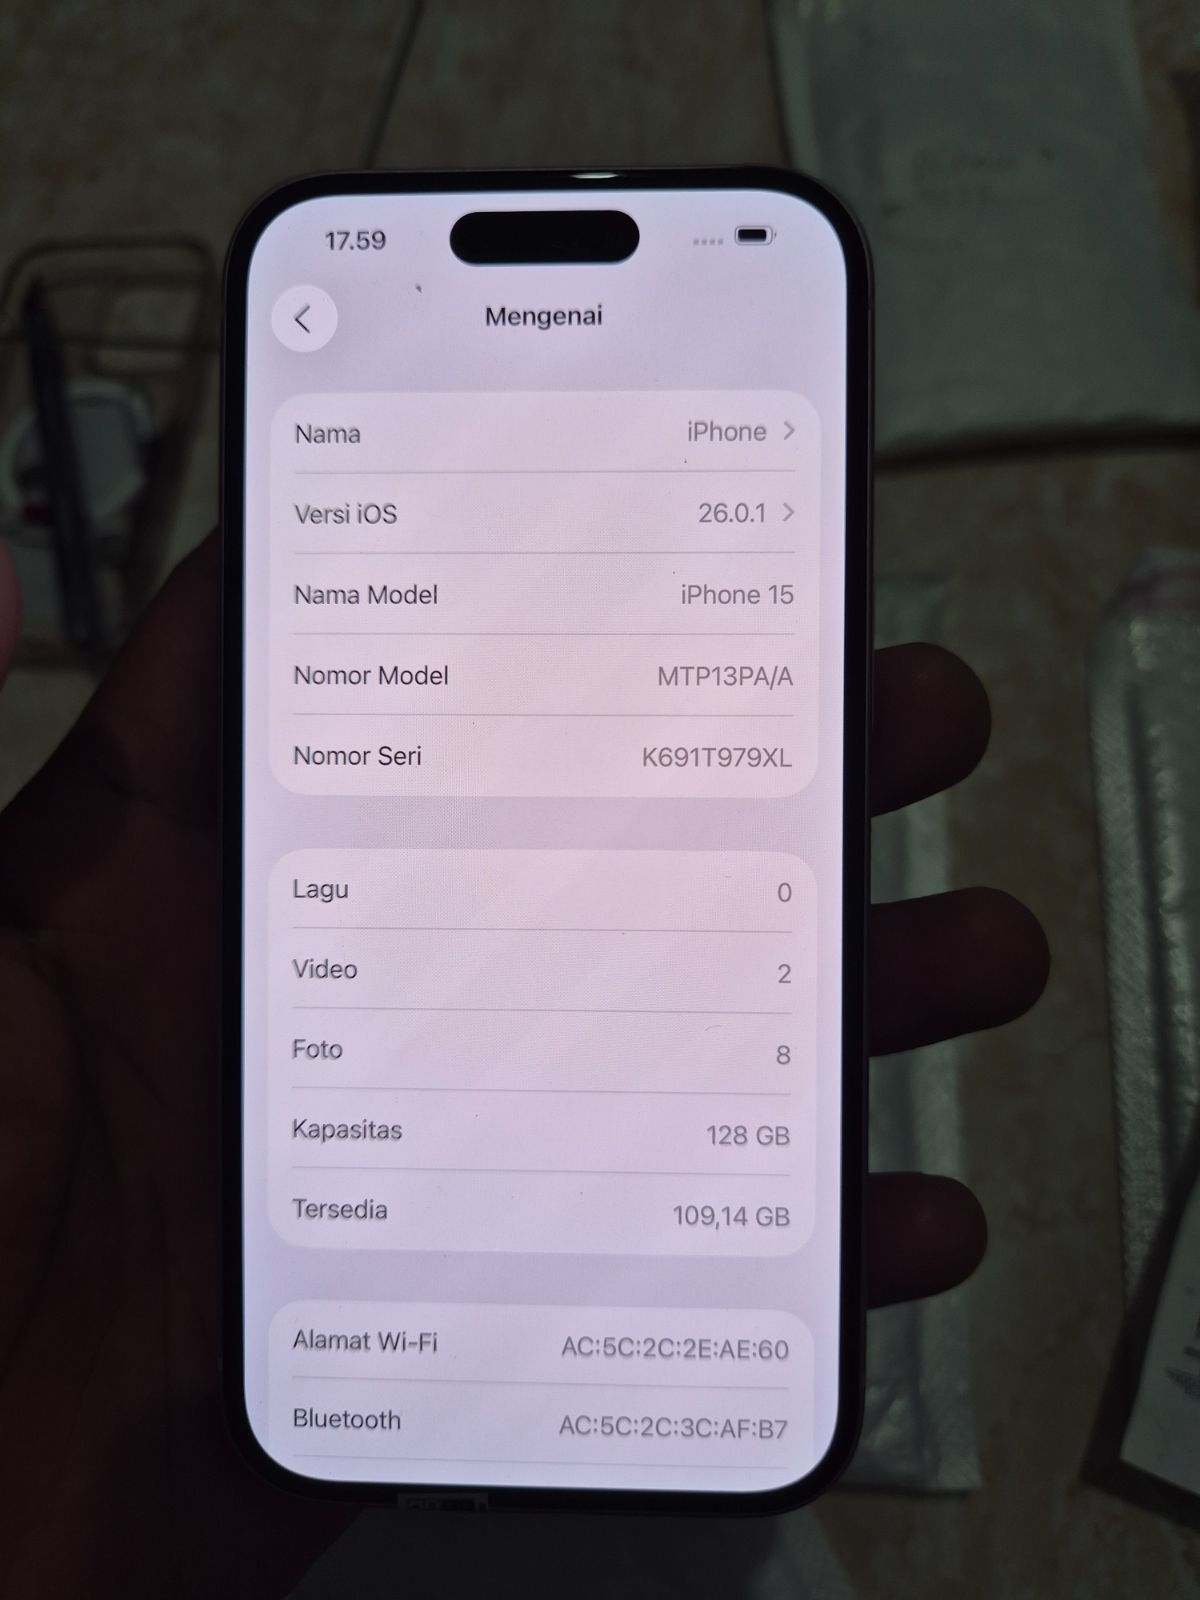 17.59
Mengenai
Nama iPhone
Versi iOS 26.0.1
Nama Model iPhone 15
Nomor Model MTP13PA/A
Nomor Seri K691T979XL
Lagu 0
Video 2
Foto 8
Kapasitas 128 GB
Tersedia 109,14 GB
Alamat Wi-Fi AC:5C:2C:2E:AE:60
Bluetooth AC:5C:2C:3C:AF:B7